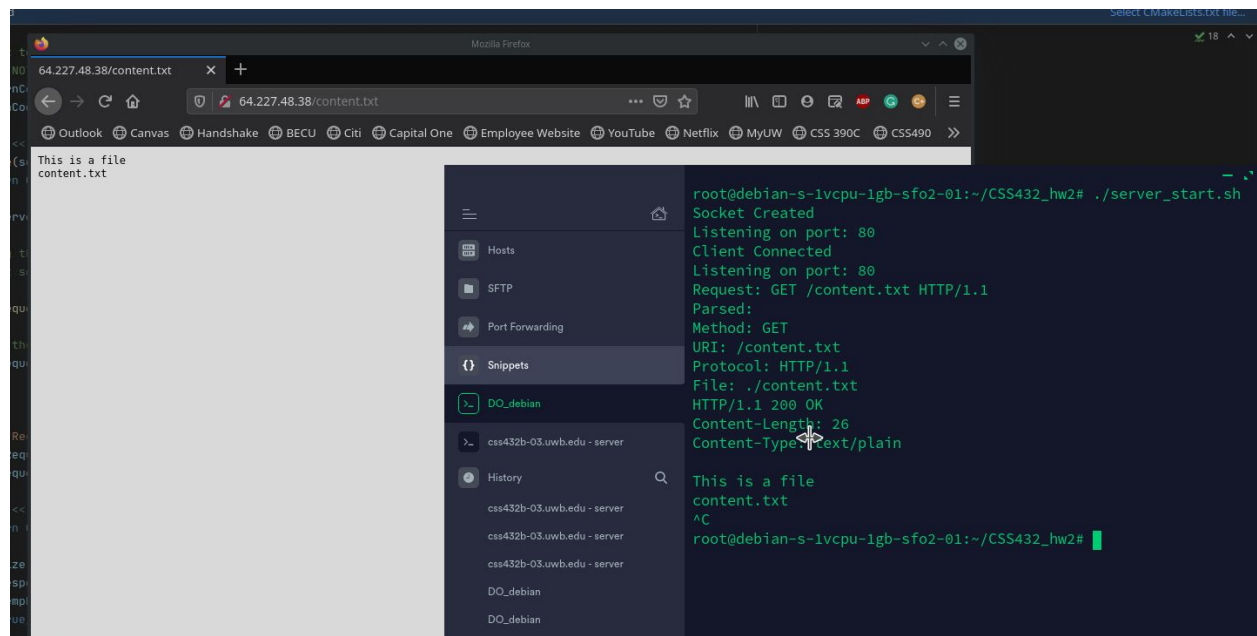 Select CMakeLists.txt file...
18
Mozilla Firefox
64.227.48.38/content.txt
64.227.48.38/content.txt
ABP
Outlook Canvas Handshake BECU Citi Capital One Employee Website YouTube Netflix MyUW CSS 390C CSS490
This is a file
content.txt
Hosts
SFTP
Port Forwarding
{} Snippets
DO_debian
css432b-03.uwb.edu - server
History
css432b-03.uwb.edu - server
css432b-03.uwb.edu - server
css432b-03.uwb.edu - server
DO_debian
DO_debian
root@debian-s-1vcpu-1gb-sfo2-01:~/CSS432_hw2# ./server_start.sh
Socket Created
Listening on port: 80
Client Connected
Listening on port: 80
Request: GET /content.txt HTTP/1.1
Parsed:
Method: GET
URI: /content.txt
Protocol: HTTP/1.1
File: ./content.txt
HTTP/1.1 200 OK
Content-Length: 26
Content-Type: text/plain
This is a file
content.txt
^C
root@debian-s-1vcpu-1gb-sfo2-01:~/CSS432_hw2#